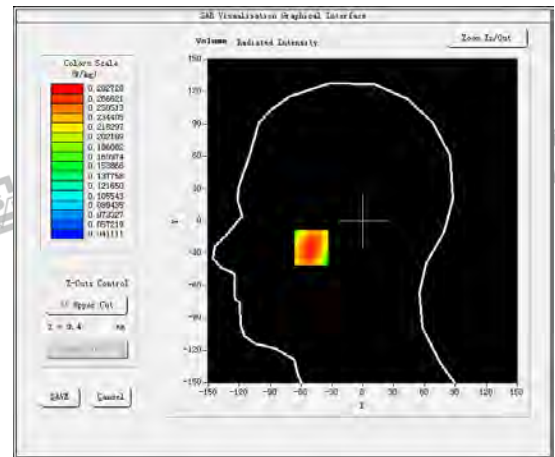 SAR Visualisation Graphical Interface
Volume Radiated Intensity
Zoom In/Out
Colors Scale
(W/kg)
0.282728
0.266621
0.250513
0.234405
0.218297
0.202189
0.186082
0.169974
0.153866
0.137758
0.121650
0.105543
0.089435
0.073327
0.057219
0.041111
150
120
90
60
30
0
-30
-60
-90
-120
-150
Y
-150 -120 -90 -60 -30 0 30 60 90 120 150
X
Z-Cuts Control
Upper Cut
Z = 0.4 mm
SAVE
Cancel